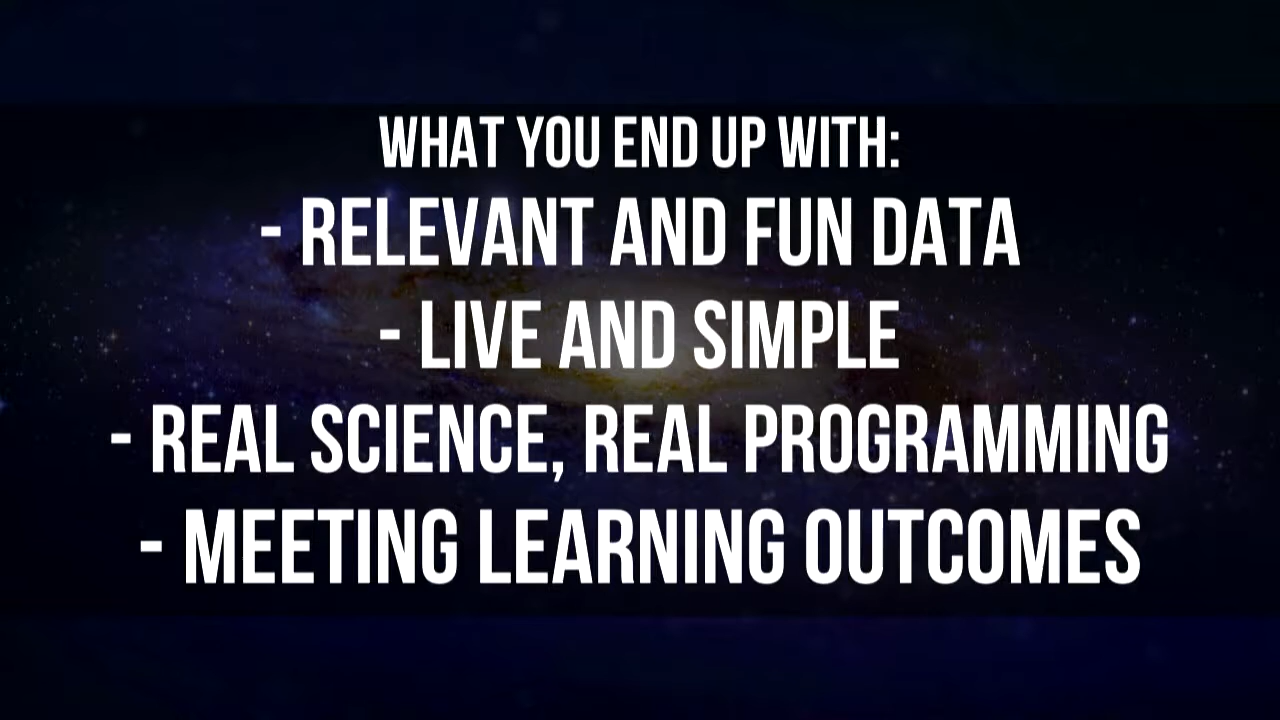 WHAT YOU END UP WITH:
- RELEVANT AND FUN DATA
- LIVE AND SIMPLE
- REAL SCIENCE, REAL PROGRAMMING
- MEETING LEARNING OUTCOMES